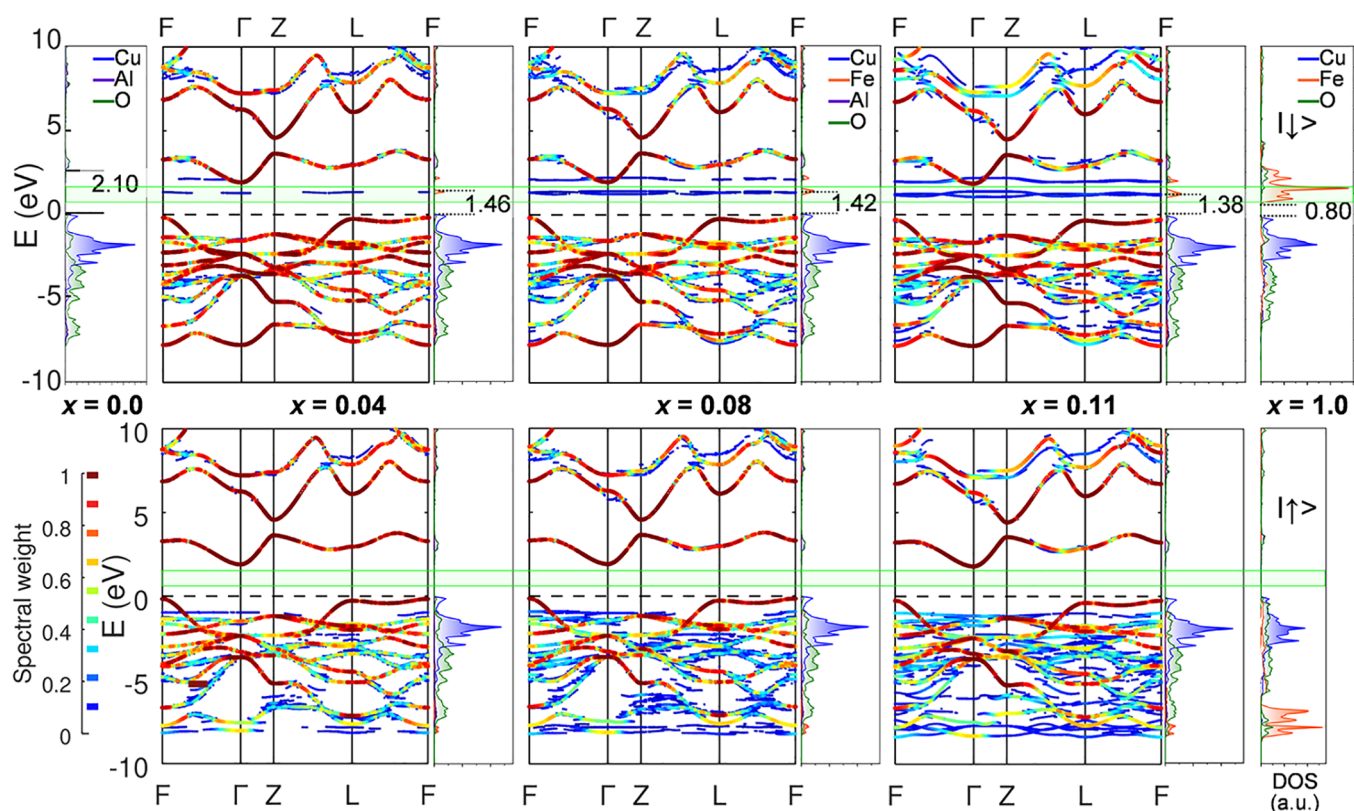 F Γ Z L F F Γ Z L F F Γ Z L F
10
5
0
-5
-10
E (eV)
Cu
Al
O
Cu
Fe
Al
O
Cu
Fe
O
I↓>
2.10
1.46
1.42
1.38
0.80
x = 0.0 x = 0.04 x = 0.08 x = 0.11 x = 1.0
10
5
0
-5
-10
E (eV)
Spectral weight
1
0.8
0.6
0.4
0.2
0
I↑>
F Γ Z L F F Γ Z L F F Γ Z L F
DOS
(a.u.)